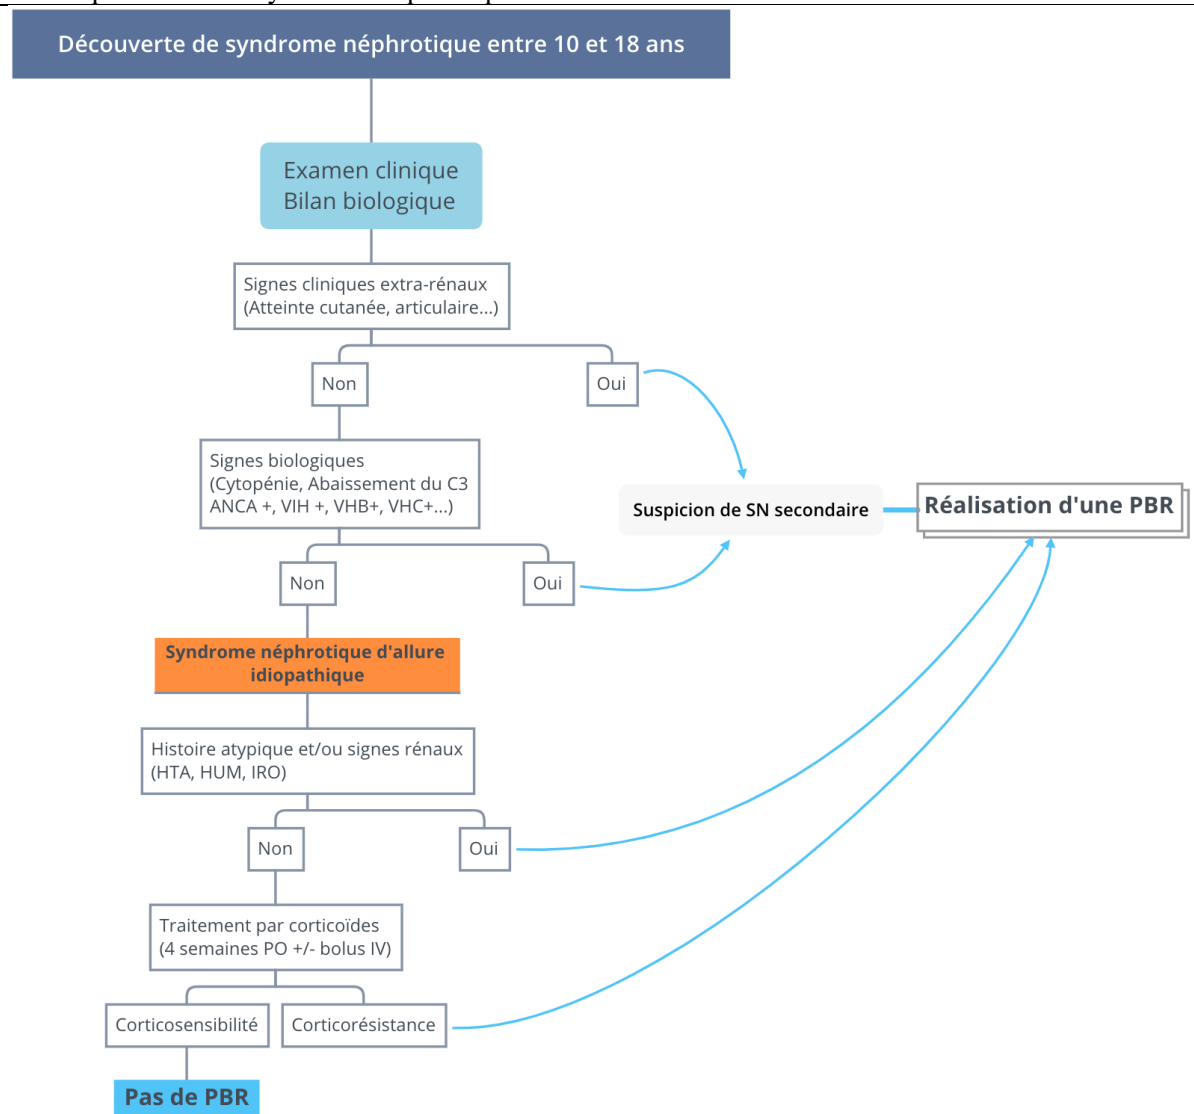 Découverte de syndrome néphrotique entre 10 et 18 ans
Examen clinique
Bilan biologique
Signes cliniques extra-rénaux
(Atteinte cutanée, articulaire...)
Non
Oui
Signes biologiques
(Cytopénie, Abaissement du C3
ANCA +, VIH +, VHB+, VHC+...)
Suspicion de SN secondaire
Réalisation d'une PBR
Non
Oui
Syndrome néphrotique d'allure
idiopathique
Histoire atypique et/ou signes rénaux
(HTA, HUM, IRO)
Non
Oui
Traitement par corticoïdes
(4 semaines PO +/- bolus IV)
Corticosensibilité
Corticorésistance
Pas de PBR